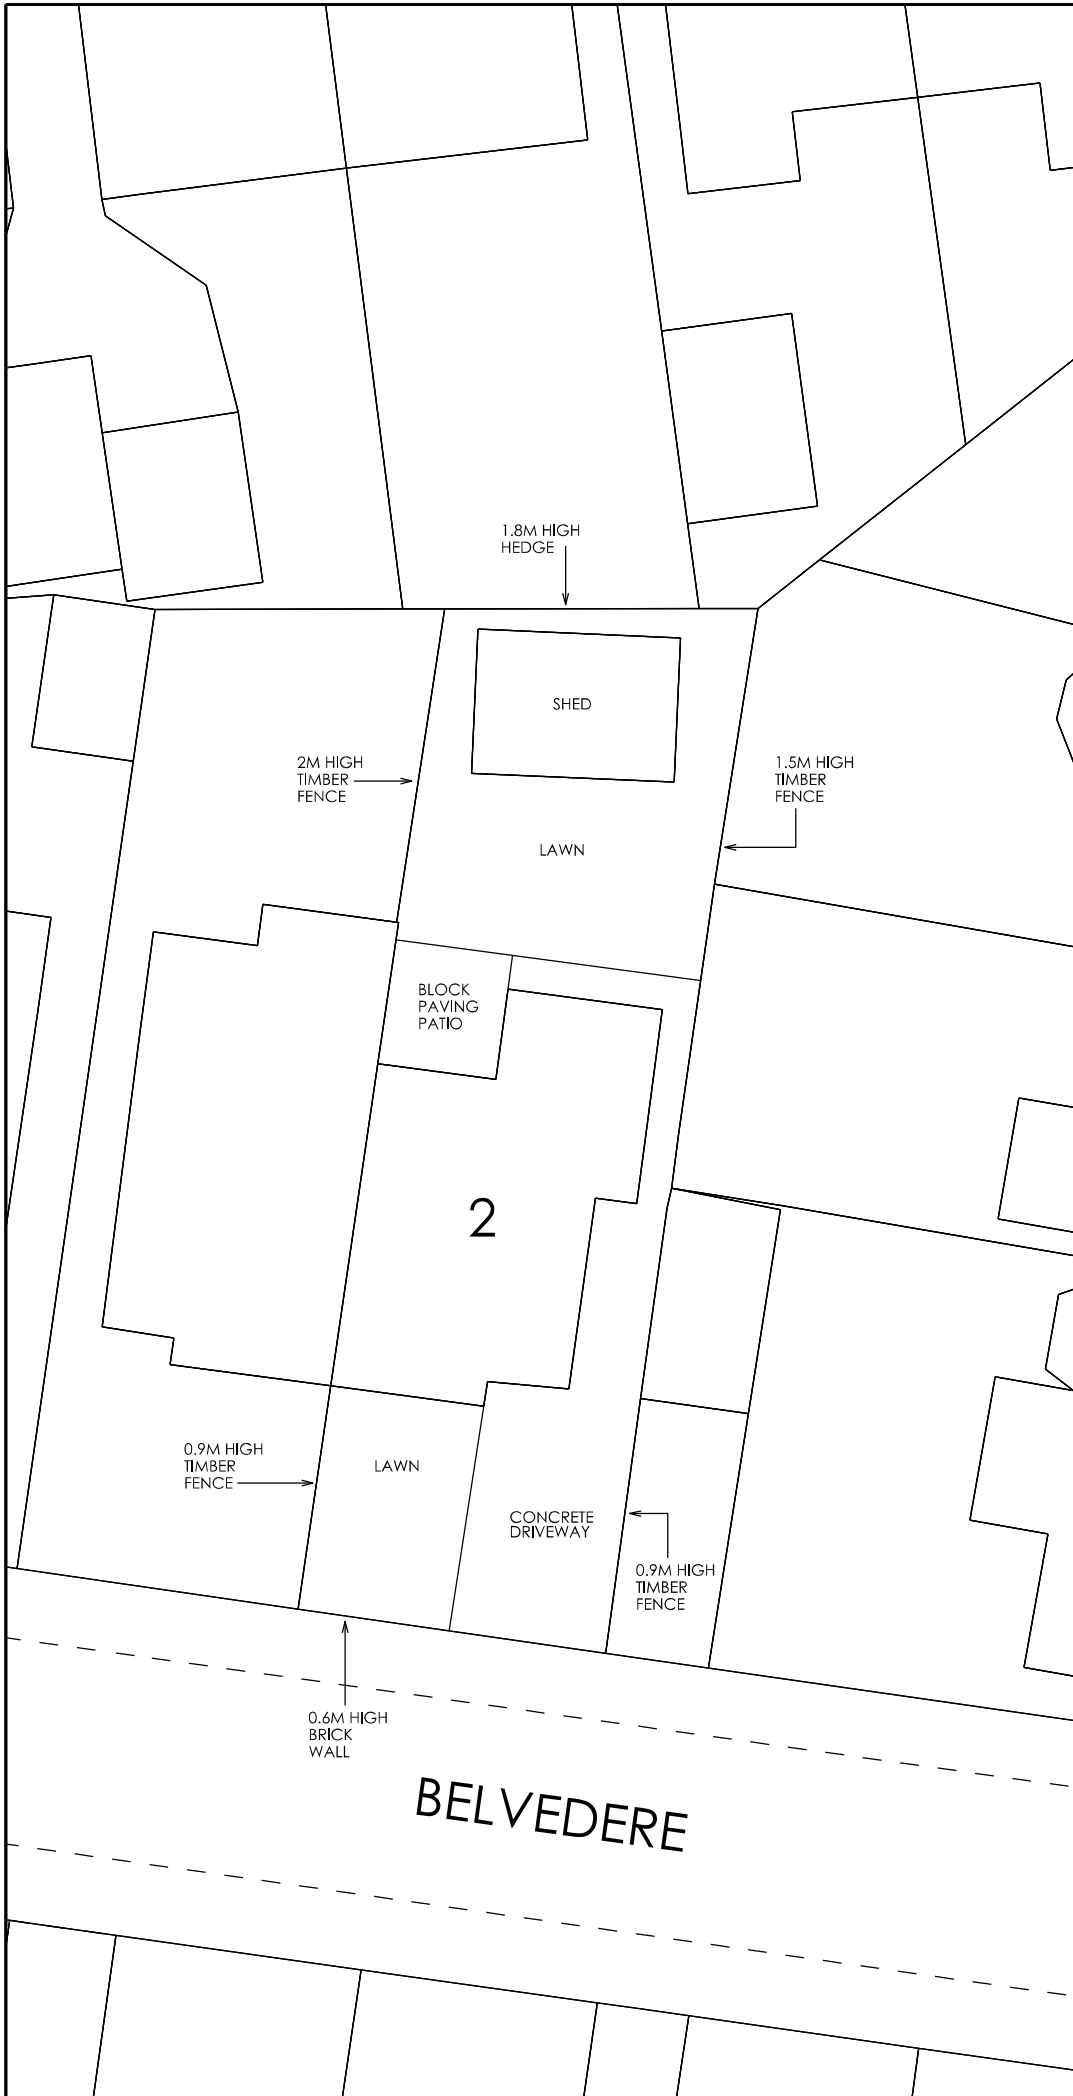 1.8M HIGH
HEDGE
SHED
2M HIGH
TIMBER
FENCE
1.5M HIGH
TIMBER
FENCE
LAWN
BLOCK
PAVING
PATIO
2
0.9M HIGH
TIMBER
FENCE
LAWN
CONCRETE
DRIVEWAY
0.9M HIGH
TIMBER
FENCE
0.6M HIGH
BRICK
WALL
BELVEDERE